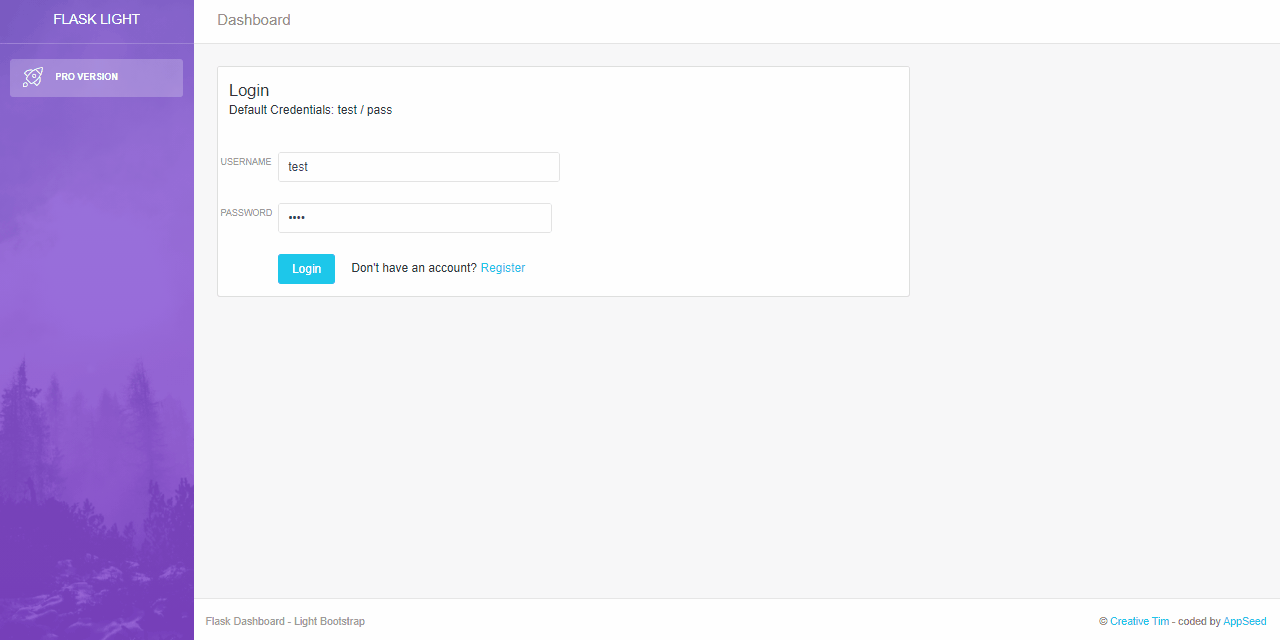 FLASK LIGHT
Dashboard
PRO VERSION
Login
Default Credentials: test / pass
USERNAME
test
PASSWORD
••••
Login
Don't have an account? Register
Flask Dashboard - Light Bootstrap
© Creative Tim - coded by AppSeed